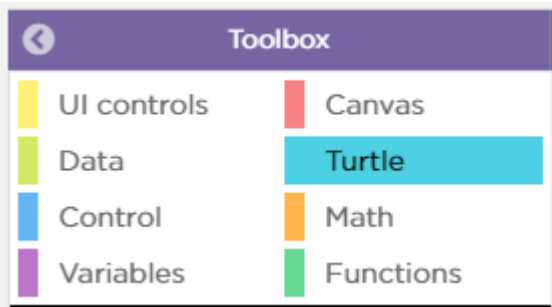 Toolbox
UI controls
Canvas
Data
Turtle
Control
Math
Variables
Functions